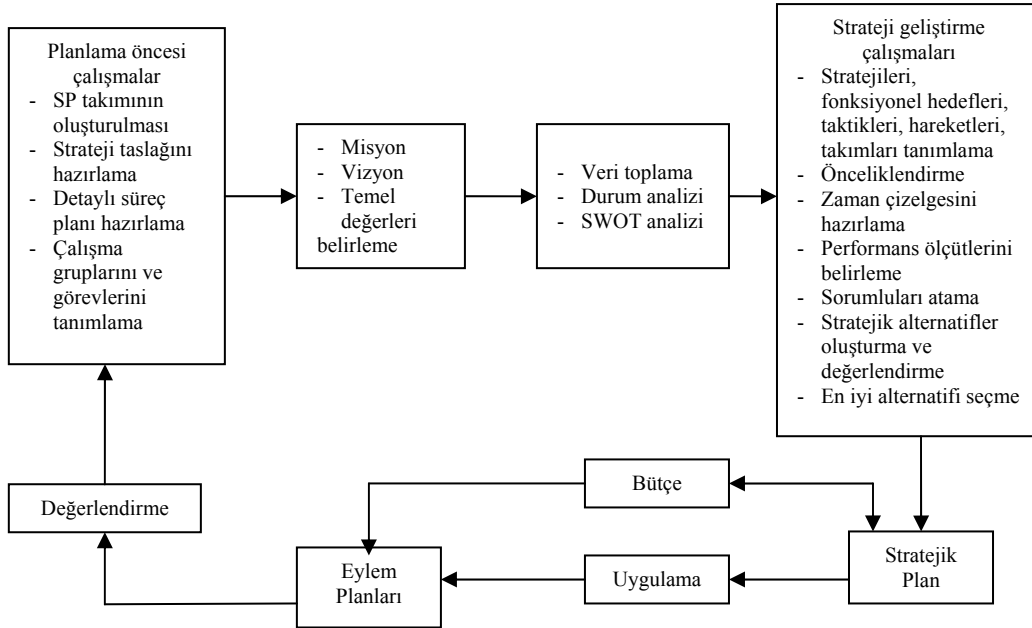 Planlama öncesi
çalışmalar
- SP takımının
oluşturulması
- Strateji taslağını
hazırlama
- Detaylı süreç
planı hazırlama
- Çalışma
gruplarını ve
görevlerini
tanımlama
- Misyon
- Vizyon
- Temel
değerleri
belirleme
- Veri toplama
- Durum analizi
- SWOT analizi
Strateji geliştirme
çalışmaları
- Stratejileri,
fonksiyonel hedefleri,
taktikleri, hareketleri,
takımları tanımlama
- Önceliklendirme
- Zaman çizelgesini
hazırlama
- Performans ölçütlerini
belirleme
- Sorumluları atama
- Stratejik alternatifler
oluşturma ve
değerlendirme
- En iyi alternatifi seçme
Stratejik
Plan
Bütçe
Uygulama
Eylem
Planları
Değerlendirme